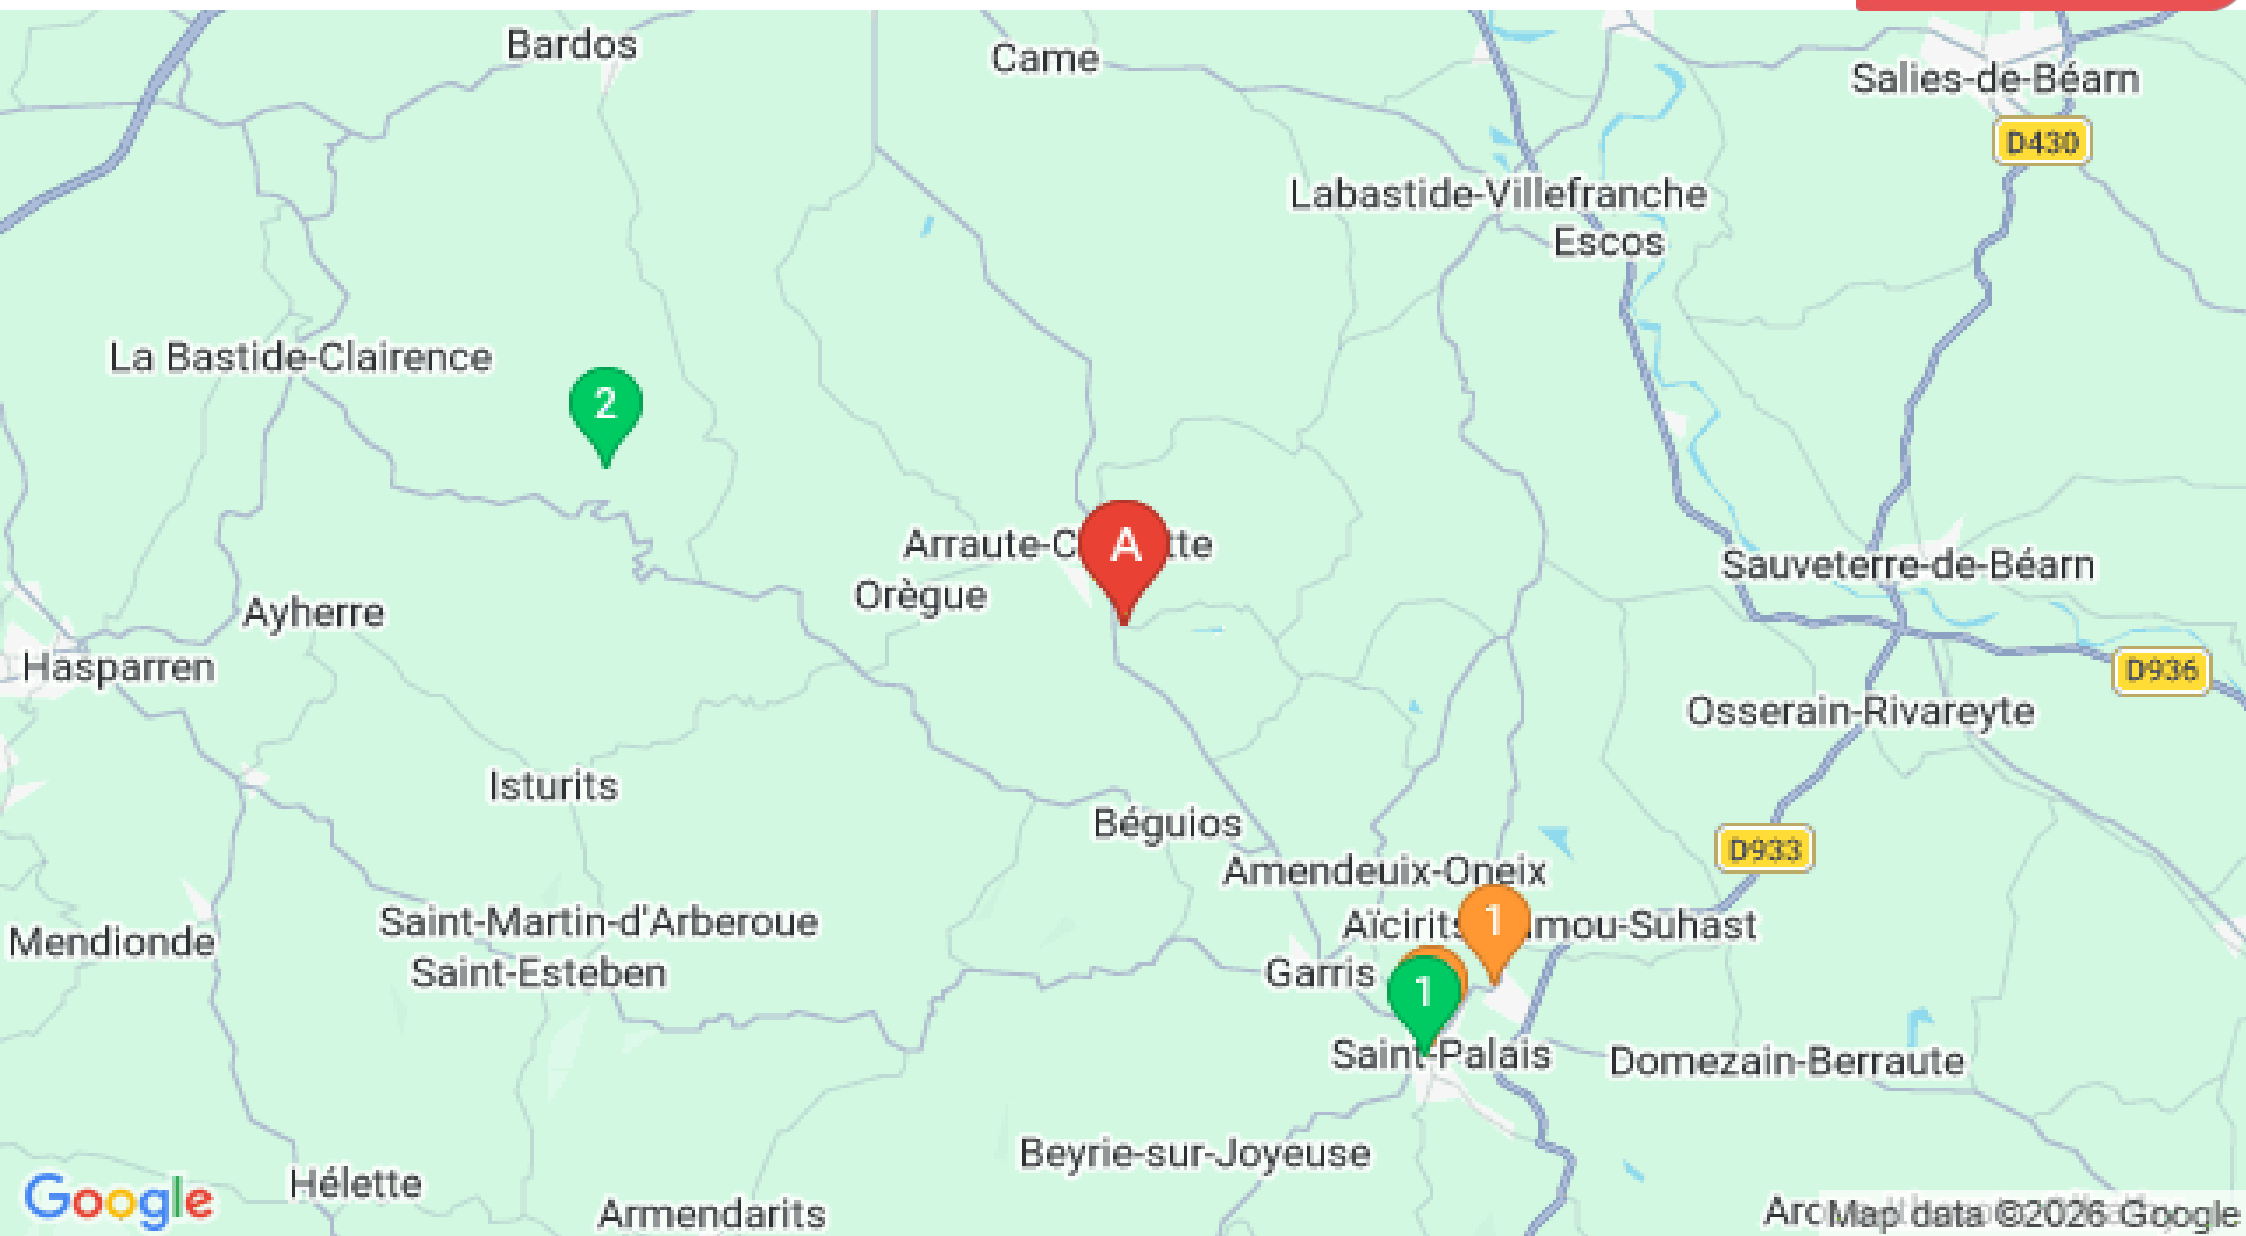 Bardos
Came
Salies-de-Béarn
D430
Labastide-Villefranche
Escos
La Bastide-Clairence
2
Arraute-C
A
tte
Orègue
Sauveterre-de-Béarn
Ayherre
Hasparren
D936
Osserain-Rivareyte
Isturits
Béguios
D933
Amendeuix-Oneix
Saint-Martin-d'Arberoue
Aïcirits
1
mou-Suhast
Mendionde
Saint-Esteben
Garris
1
Saint-Palais
Domezain-Berraute
Beyrie-sur-Joyeuse
Hélette
Google
Armendarits
Map data ©2026 Google